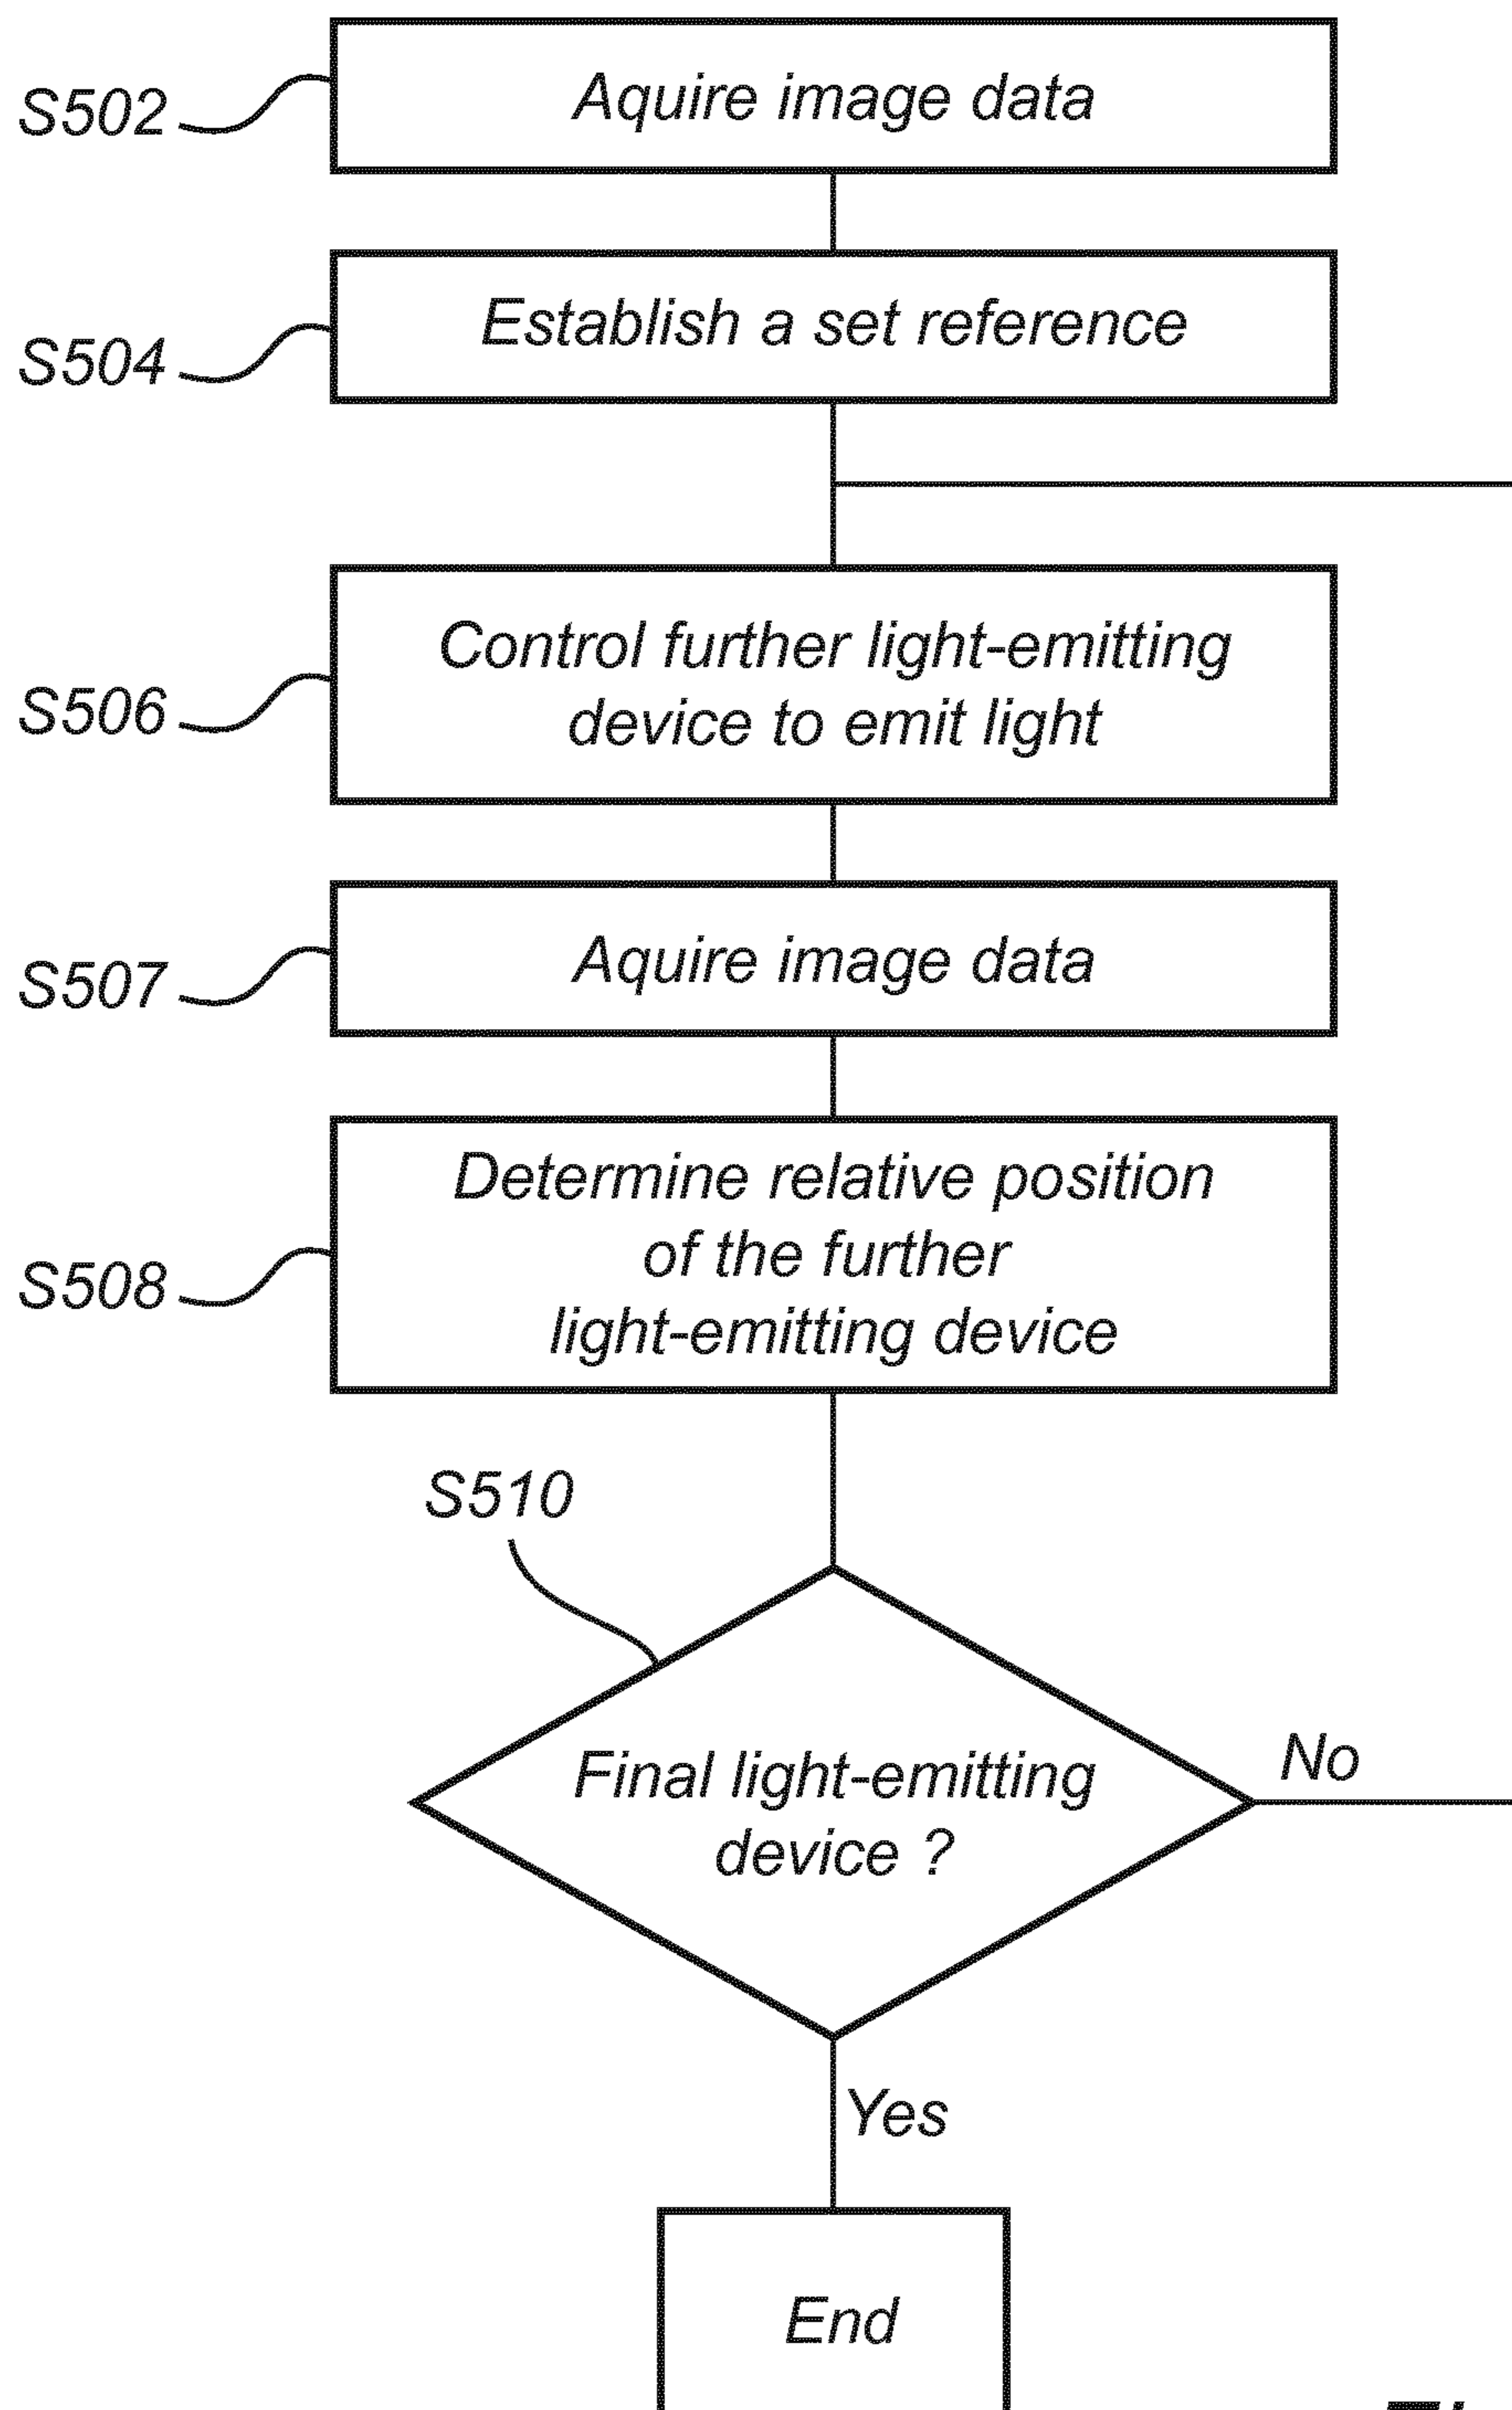 S502
Aquire image data
S504
Establish a set reference
S506
Control further light-emitting
device to emit light
S507
Aquire image data
S508
Determine relative position
of the further
light-emitting device
S510
Final light-emitting
device ?
No
Yes
End